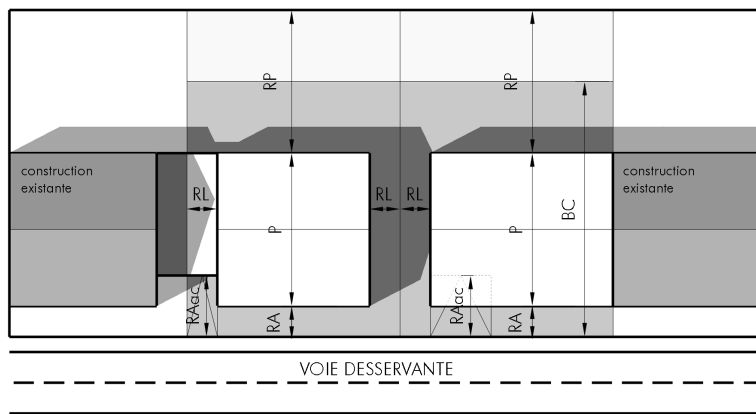 RP
RP
construction
existante
construction
existante
RL
RL
RL
BC
P
P
RAac
RAac
RA
RA
VOIE DESSERVANTE